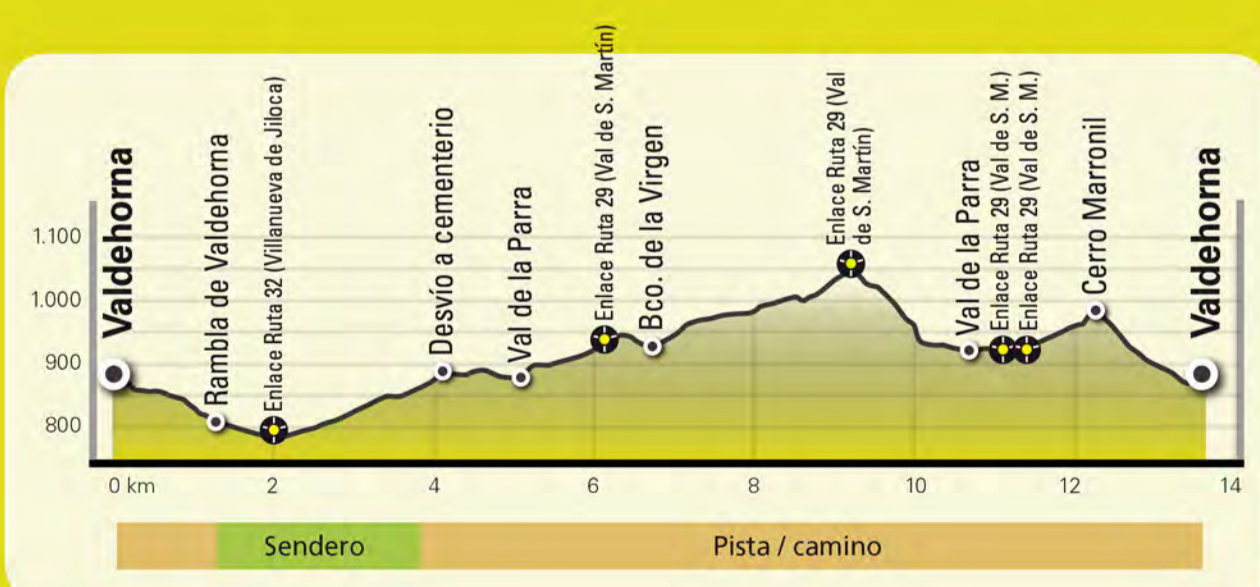 Valdehorna
Rambla de Valdehorna
Enlace Ruta 32 (Villanueva de Jiloca)
Desvío a cementerio
Val de la Parra
Enlace Ruta 29 (Val de S. Martín)
Bco. de la Virgen
Enlace Ruta 29 (Val
de S. Martín)
Val de la Parra
Enlace Ruta 29 (Val de S. M.)
Enlace Ruta 29 (Val de S. M.)
Cerro Marronil
Valdehorna
1.100
1.000
900
800
0 km 2 4 6 8 10 12 14
Sendero Pista / camino